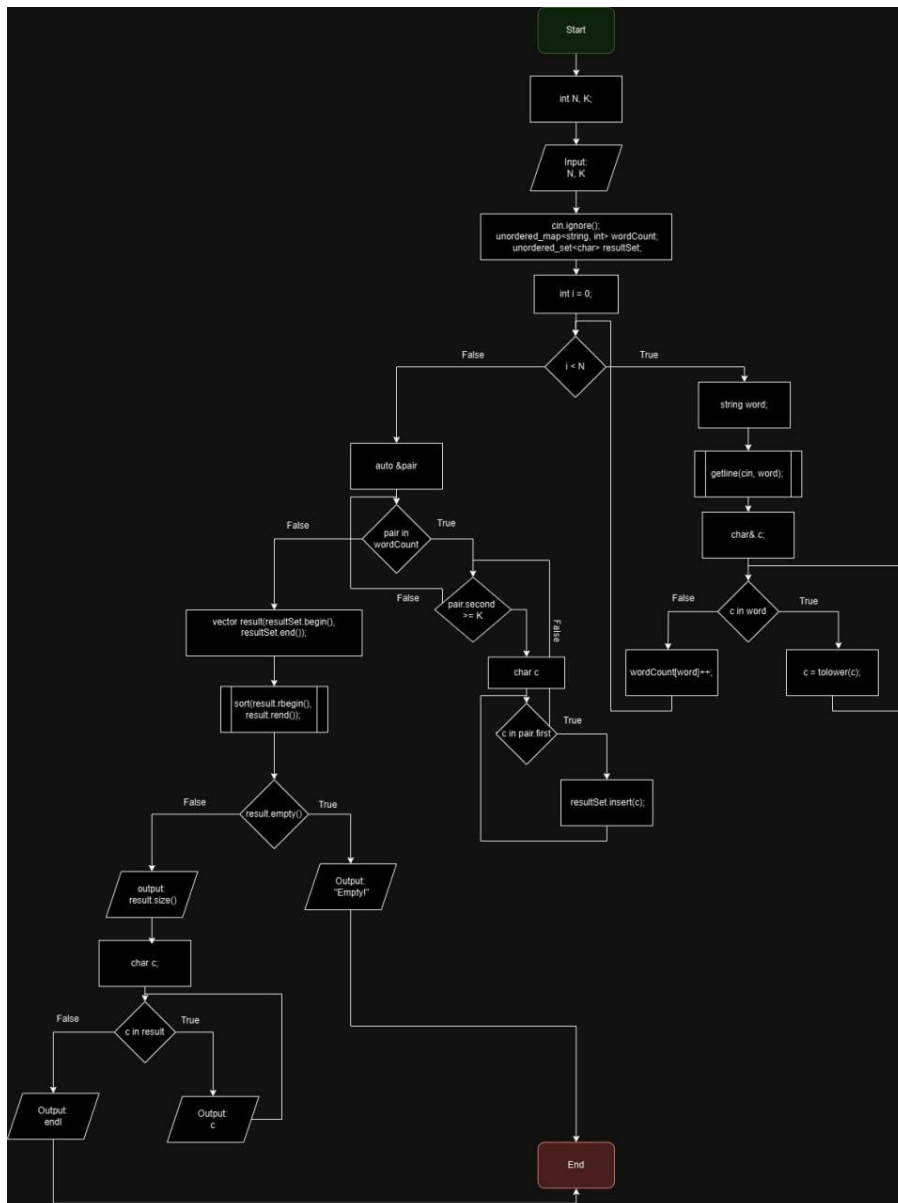 Start
int N, K;
Input:
N, K
cin.ignore();
unordered_map<string, int> wordCount;
unordered_set<char> resultSet;
int i = 0;
False
i < N
True
string word;
getline(cin, word);
char& c;
False
c in word
True
wordCount[word]++;
c = tolower(c);
auto &pair
False
pair in
wordCount
True
False
pair.second
>= K
False
char c
c in pair.first
True
resultSet.insert(c);
vector result(resultSet.begin(),
resultSet.end());
sort(result.rbegin(),
result.rend());
False
result.empty()
True
output:
result.size()
Output:
"Empty!"
char c;
False
c in result
True
Output:
endl
Output:
c
End